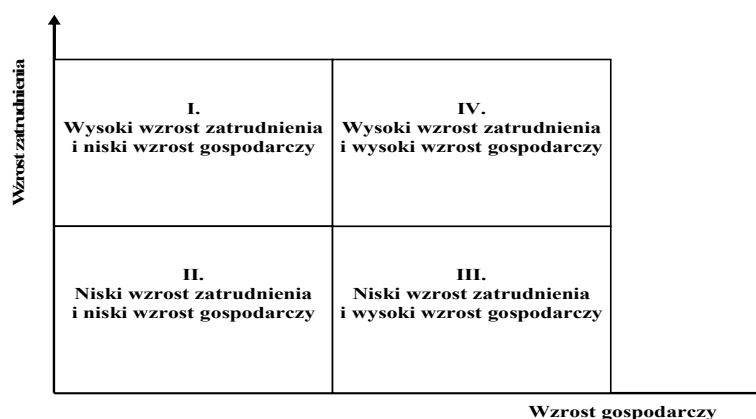 Wzrost zatrudnienia
I.
Wysoki wzrost zatrudnienia
i niski wzrost gospodarczy
IV.
Wysoki wzrost zatrudnienia
i wysoki wzrost gospodarczy
II.
Niski wzrost zatrudnienia
i niski wzrost gospodarczy
III.
Niski wzrost zatrudnienia
i wysoki wzrost gospodarczy
Wzrost gospodarczy